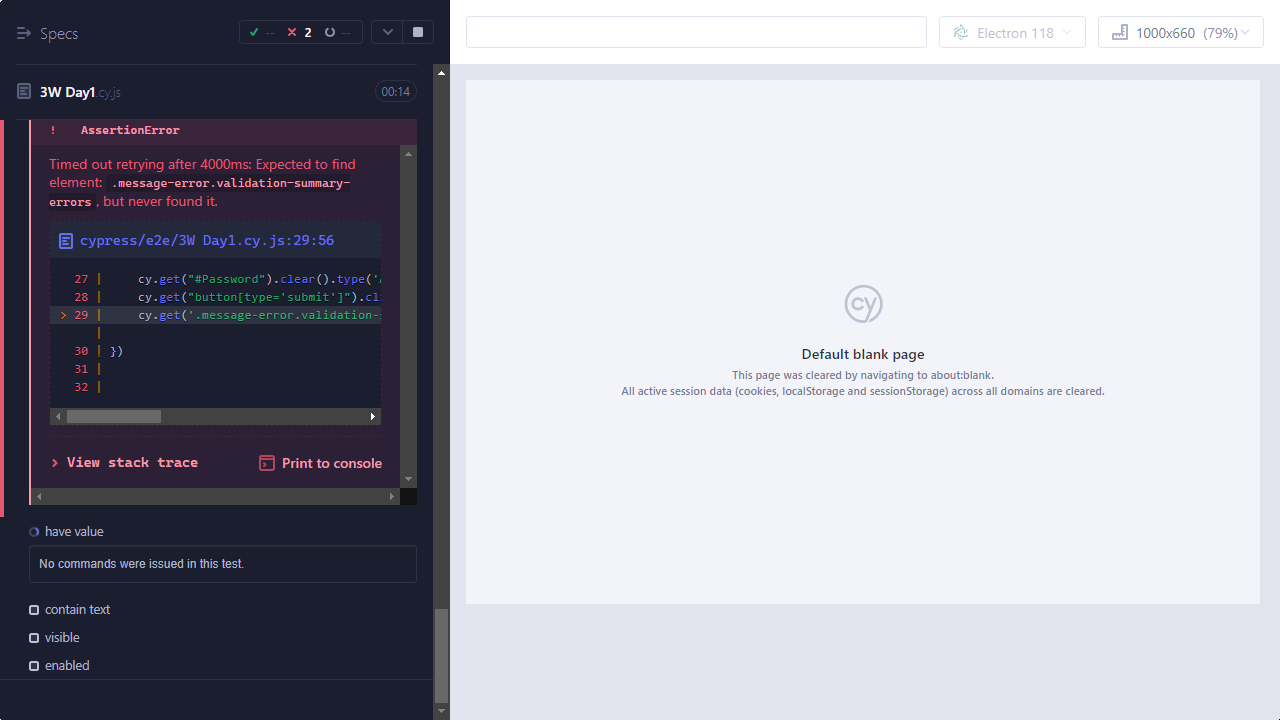 Specs
-- 2 --
3W Day1.cy.js
00:14
! AssertionError
Timed out retrying after 4000ms: Expected to find
element: .message-error.validation-summary-
errors, but never found it.
cypress/e2e/3W Day1.cy.js:29:56
27 | cy.get("#Password").clear().type('
28 | cy.get("button[type='submit']").cli
> 29 | cy.get('.message-error.validation-
|
30 | })
31 |
32 |
> View stack trace
Print to console
have value
No commands were issued in this test.
contain text
visible
enabled
Electron 118
1000x660 (79%)
cy
Default blank page
This page was cleared by navigating to about:blank.
All active session data (cookies, localStorage and sessionStorage) across all domains are cleared.